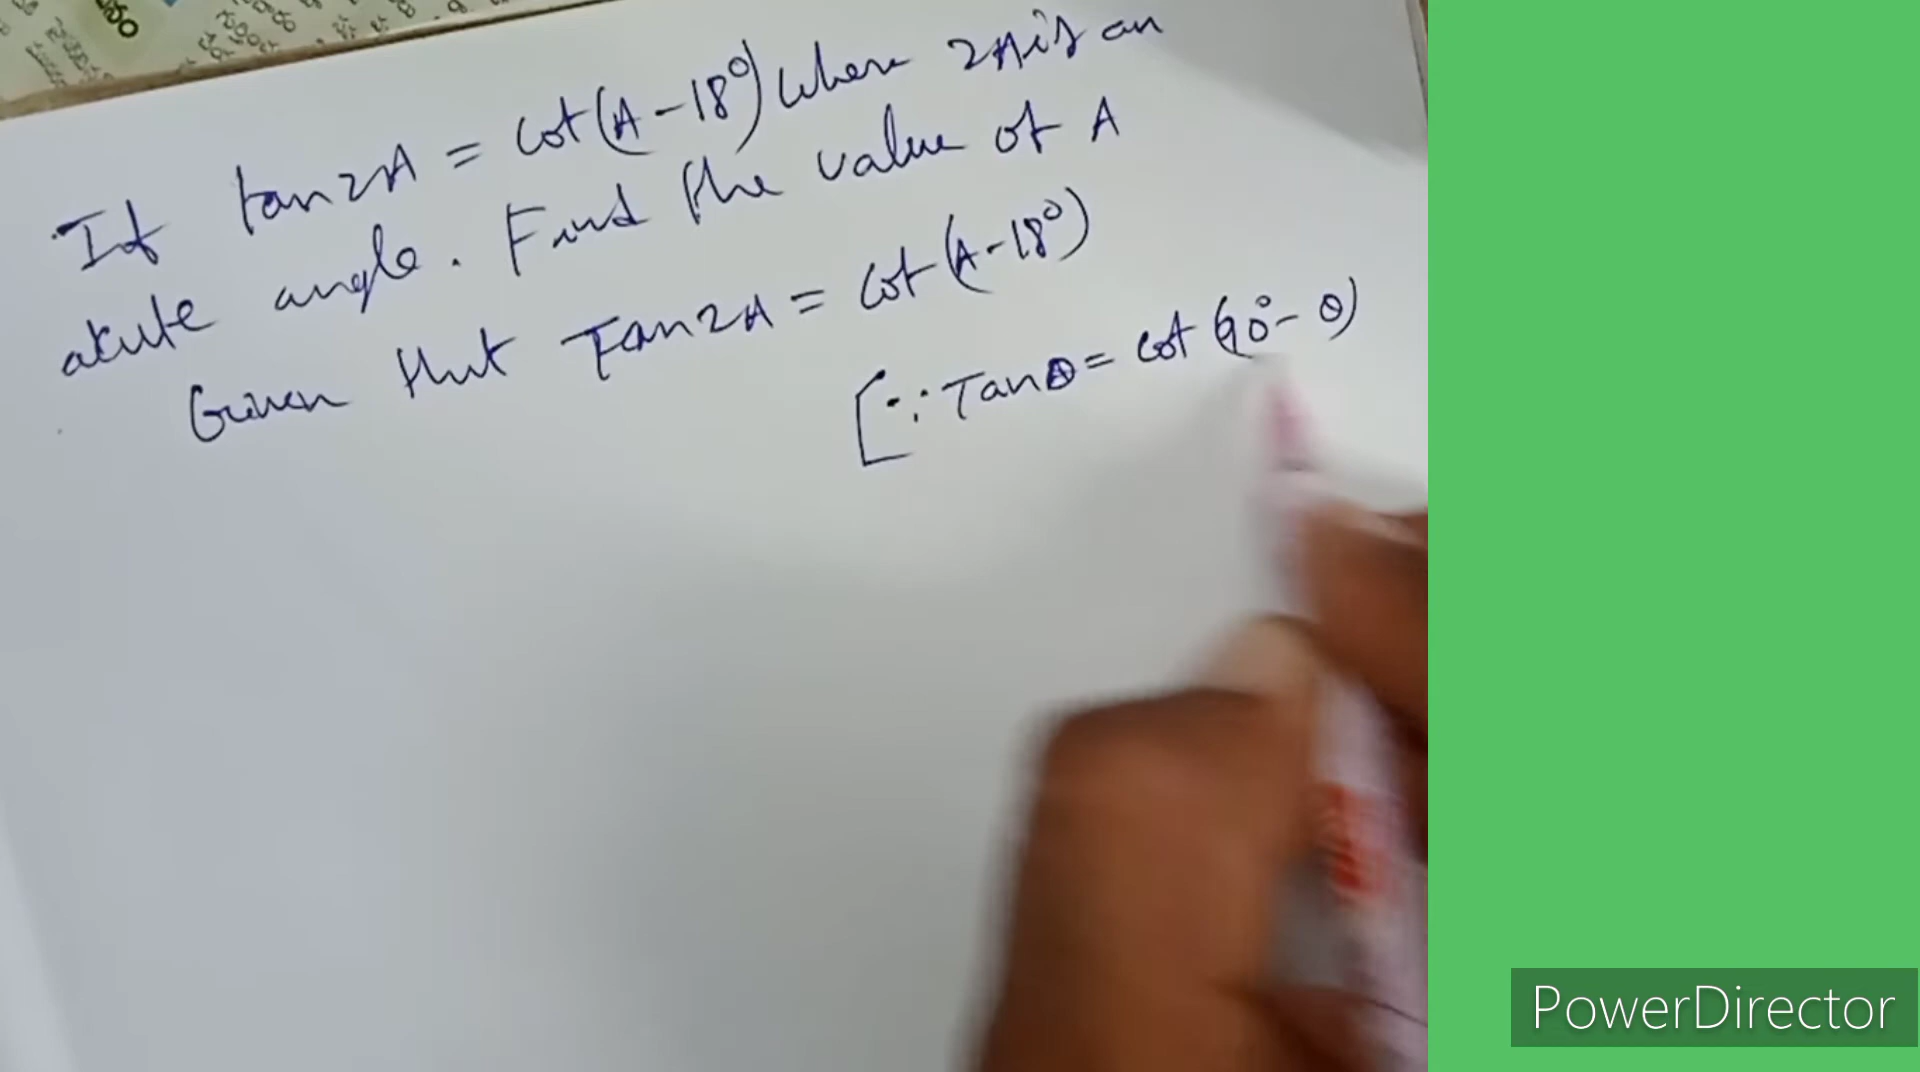 If tan2A = cot(A-18°) where 2A is an
acute angle. Find the value of A
Given that Tan2A = cot(A-18°)
[∵ Tanθ = cot(90°-θ)
PowerDirector